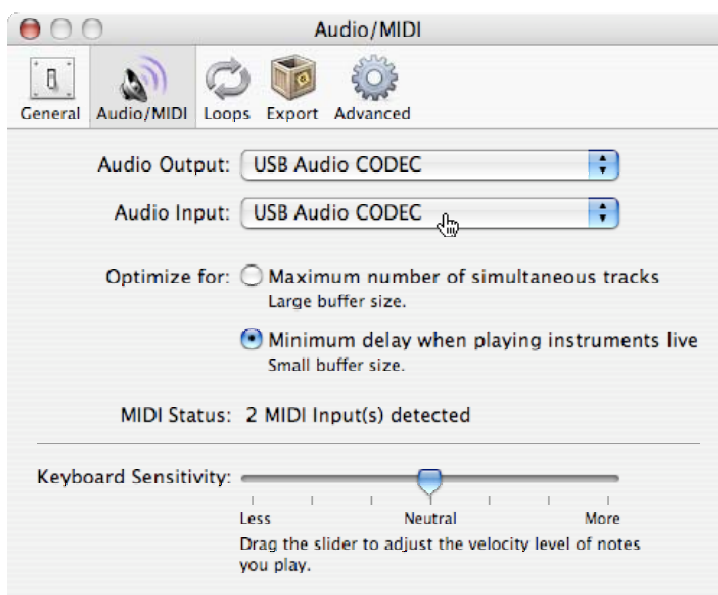 Audio/MIDI
General Audio/MIDI Loops Export Advanced
Audio Output: USB Audio CODEC
Audio Input: USB Audio CODEC
Optimize for: Maximum number of simultaneous tracks
Large buffer size.
Minimum delay when playing instruments live
Small buffer size.
MIDI Status: 2 MIDI Input(s) detected
Keyboard Sensitivity:
Less Neutral More
Drag the slider to adjust the velocity level of notes
you play.